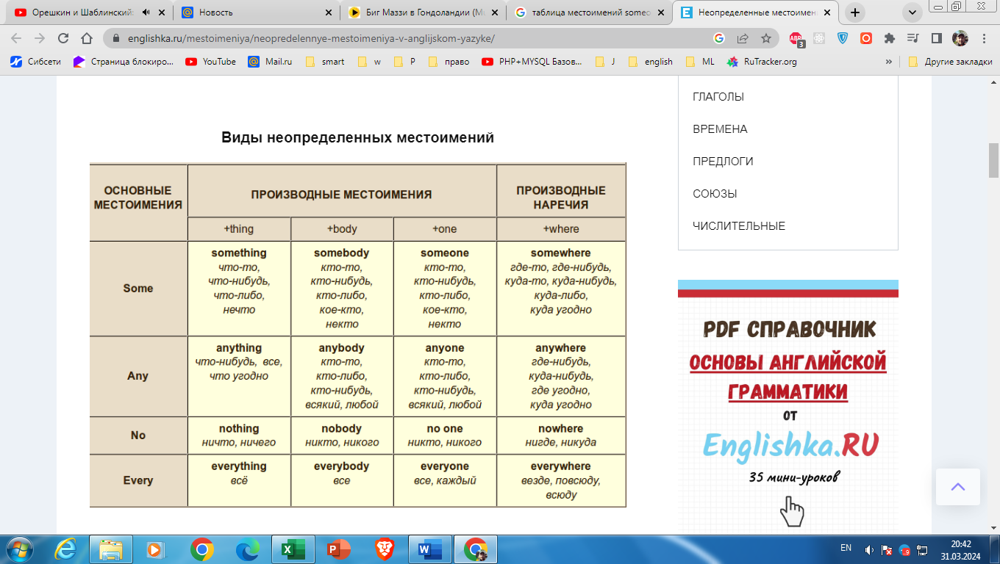 Орешкин и Шаблинский:
Новость
Биг Маззи в Гондоландии (Mu
таблица местоимений someo
Неопределенные местоимен
englishka.ru/mestoimeniya/neopredelennye-mestoimeniya-v-anglijskom-yazyke/
ABP
3
Сибсети
Страница блокиро...
YouTube
Mail.ru
smart
w
P
право
PHP+MYSQL Базов...
J
english
ML
RuTracker.org
»
Другие закладки
ГЛАГОЛЫ
ВРЕМЕНА
ПРЕДЛОГИ
СОЮЗЫ
ЧИСЛИТЕЛЬНЫЕ
Виды неопределенных местоимений
ОСНОВНЫЕ
МЕСТОИМЕНИЯ
ПРОИЗВОДНЫЕ МЕСТОИМЕНИЯ
ПРОИЗВОДНЫЕ
НАРЕЧИЯ
+thing
+body
+one
+where
Some
something
что-то,
что-нибудь,
что-либо,
нечто
somebody
кто-то,
кто-нибудь,
кто-либо,
кое-кто,
некто
someone
кто-то,
кто-нибудь,
кто-либо,
кое-кто,
некто
somewhere
где-то, где-нибудь,
куда-то, куда-нибудь,
куда-либо,
куда угодно
Any
anything
что-нибудь, все,
что угодно
anybody
кто-то,
кто-либо,
кто-нибудь,
всякий, любой
anyone
кто-то,
кто-либо,
кто-нибудь,
всякий, любой
anywhere
где-нибудь,
куда-нибудь,
где угодно,
куда угодно
No
nothing
ничто, ничего
nobody
никто, никого
no one
никто, никого
nowhere
нигде, никуда
Every
everything
всё
everybody
все
everyone
все, каждый
everywhere
везде, повсюду,
всюду
PDF СПРАВОЧНИК
ОСНОВЫ АНГЛИЙСКОЙ
ГРАММАТИКИ
ОТ
Englishka.RU
35 мини-уроков
EN
20:42
31.03.2024